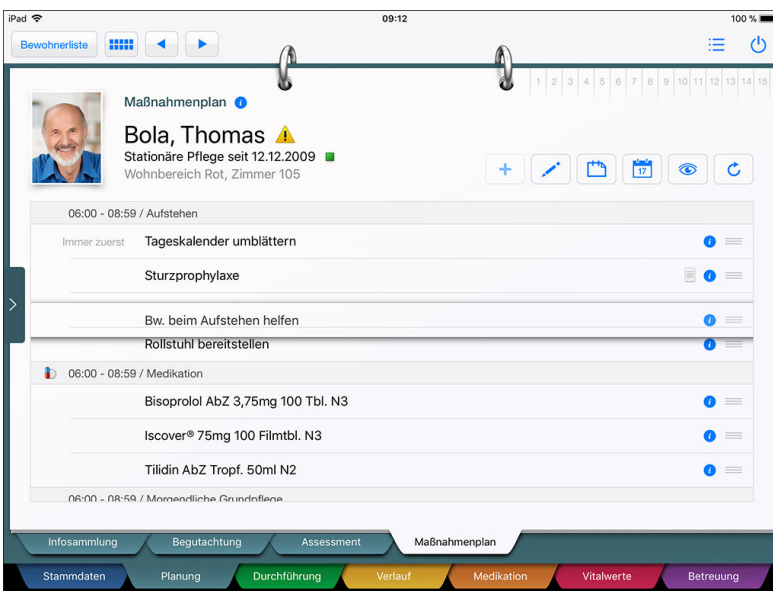 iPad 09:12 100 %
Bewohnerliste
1 2 3 4 5 6 7 8 9 10 11 12 13 14 15
Maßnahmenplan i
Bola, Thomas
Stationäre Pflege seit 12.12.2009
Wohnbereich Rot, Zimmer 105
17
06:00 - 08:59 / Aufstehen
Immer zuerst Tageskalender umblättern
Sturzprophylaxe
Bw. beim Aufstehen helfen
Rollstuhl bereitstellen
06:00 - 08:59 / Medikation
Bisoprolol AbZ 3,75mg 100 Tbl. N3
Iscover® 75mg 100 Filmtbl. N3
Tilidin AbZ Tropf. 50ml N2
06:00 - 08:59 / Morgendliche Grundpflege
Infosammlung Begutachtung Assessment Maßnahmenplan
Stammdaten Planung Durchführung Verlauf Medikation Vitalwerte Betreuung